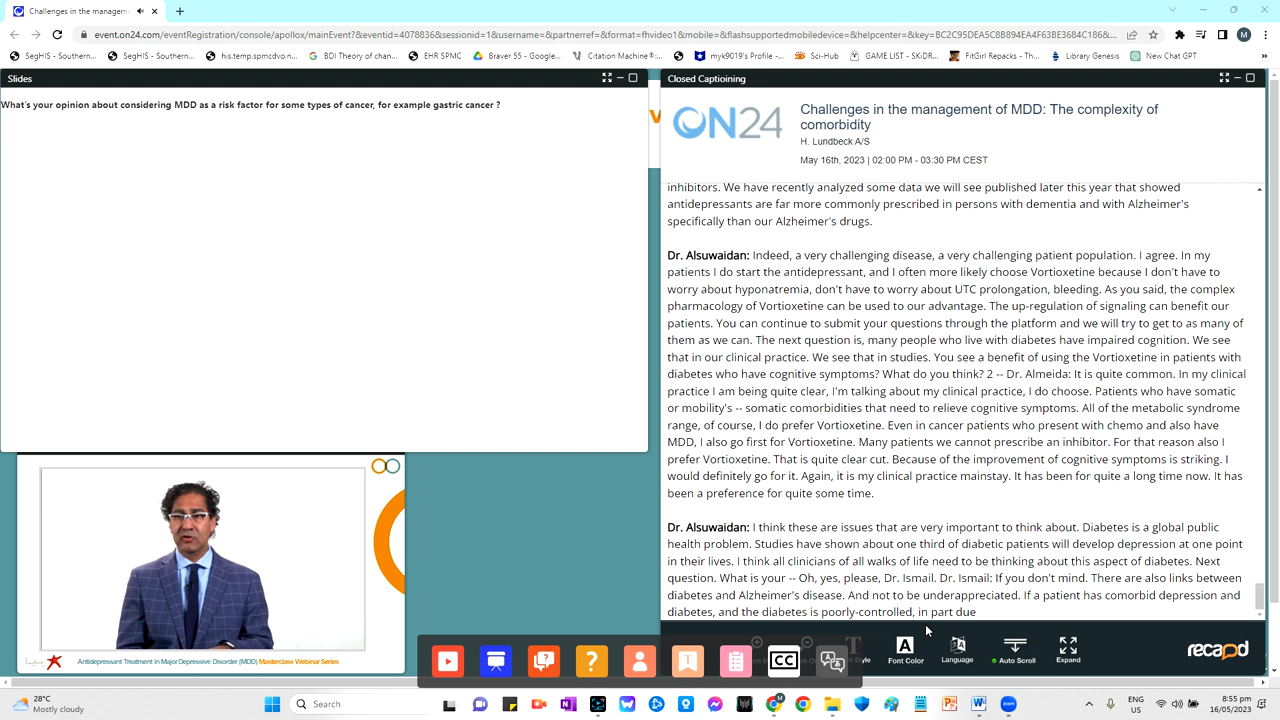 Challenges in the managem
event.on24.com/eventRegistration/console/apollox/mainEvent?&eventid=4078836&sessionid=1&username=&partnerref=&format=fhvideo1&mobile=&flashsupportedmobiledevice=&helpcenter=&key=BC2C95DEA5C8B894EA4F63BE3684C186&...
M
SegHIS - Southern...
SegHIS - Southern...
his.temp.spmcdvo.n...
BDI Theory of chan...
EHR SPMC
Braver 55 - Google...
Citation Machine®:...
myk9019's Profile -...
Sci-Hub
GAME LIST - SKiDR...
FitGirl Repacks - Th...
Library Genesis
New Chat GPT
Slides
What's your opinion about considering MDD as a risk factor for some types of cancer, for example gastric cancer ?
Closed Captioining
ON24
Challenges in the management of MDD: The complexity of
comorbidity
H. Lundbeck A/S
May 16th, 2023 | 02:00 PM - 03:30 PM CEST
inhibitors. We have recently analyzed some data we will see published later this year that showed
antidepressants are far more commonly prescribed in persons with dementia and with Alzheimer's
specifically than our Alzheimer's drugs.
Dr. Alsuwaidan: Indeed, a very challenging disease, a very challenging patient population. I agree. In my
patients I do start the antidepressant, and I often more likely choose Vortioxetine because I don't have to
worry about hyponatremia, don't have to worry about UTC prolongation, bleeding. As you said, the complex
pharmacology of Vortioxetine can be used to our advantage. The up-regulation of signaling can benefit our
patients. You can continue to submit your questions through the platform and we will try to get to as many of
them as we can. The next question is, many people who live with diabetes have impaired cognition. We see
that in our clinical practice. We see that in studies. You see a benefit of using the Vortioxetine in patients with
diabetes who have cognitive symptoms? What do you think? 2 -- Dr. Almeida: It is quite common. In my clinical
practice I am being quite clear, I'm talking about my clinical practice, I do choose. Patients who have somatic
or mobility's -- somatic comorbidities that need to relieve cognitive symptoms. All of the metabolic syndrome
range, of course, I do prefer Vortioxetine. Even in cancer patients who present with chemo and also have
MDD, I also go first for Vortioxetine. Many patients we cannot prescribe an inhibitor. For that reason also I
prefer Vortioxetine. That is quite clear cut. Because of the improvement of cognitive symptoms is striking. I
would definitely go for it. Again, it is my clinical practice mainstay. It has been for quite a long time now. It has
been a preference for quite some time.
Dr. Alsuwaidan: I think these are issues that are very important to think about. Diabetes is a global public
health problem. Studies have shown about one third of diabetic patients will develop depression at one point
in their lives. I think all clinicians of all walks of life need to be thinking about this aspect of diabetes. Next
question. What is your -- Oh, yes, please, Dr. Ismail. Dr. Ismail: If you don't mind. There are also links between
diabetes and Alzheimer's disease. And not to be underappreciated. If a patient has comorbid depression and
diabetes, and the diabetes is poorly-controlled, in part due
Antidepressant Treatment in Major Depressive Disorder (MDD) Masterclass Webinar Series
CC
A
Font Color
Language
Auto Scroll
Expand
recapd
28°C
Mostly cloudy
Search
ENG
US
8:55 pm
16/05/2023